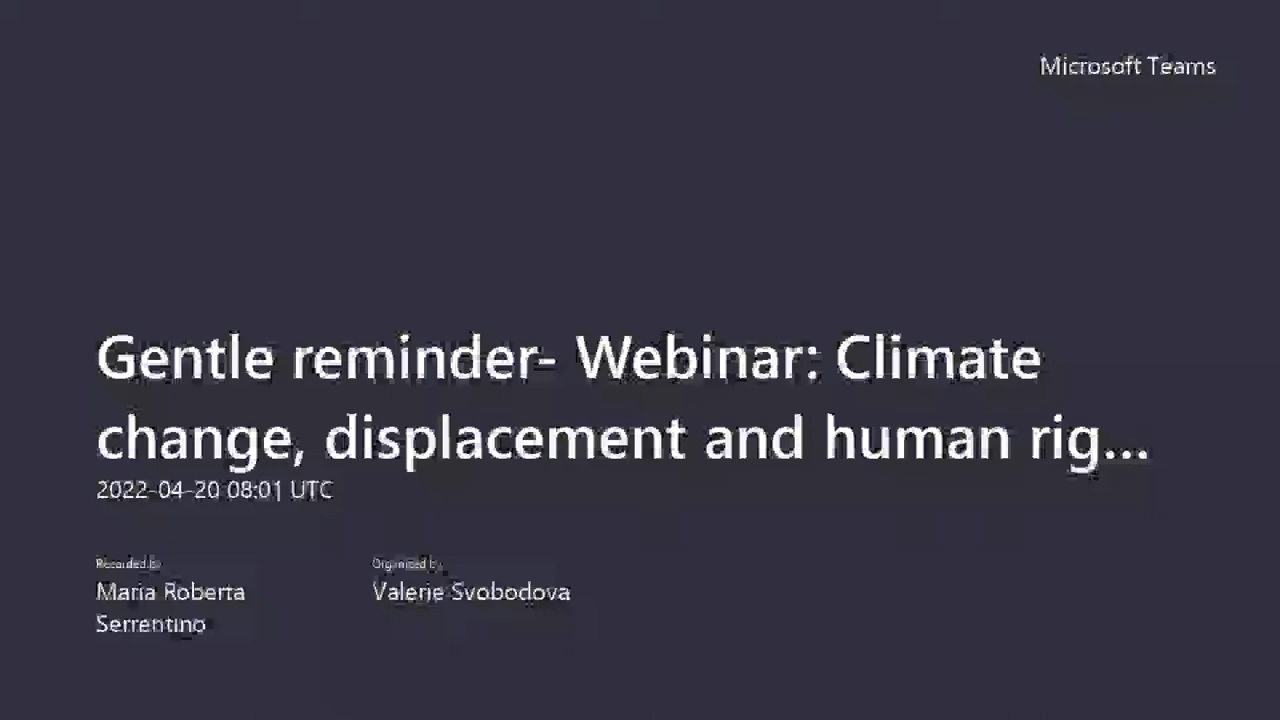 Microsoft Teams
Gentle reminder- Webinar: Climate
change, displacement and human rig...
2022-04-20 08:01 UTC
Recorded by
Organized by
Maria Roberta
Serrentino
Valerie Svobodova